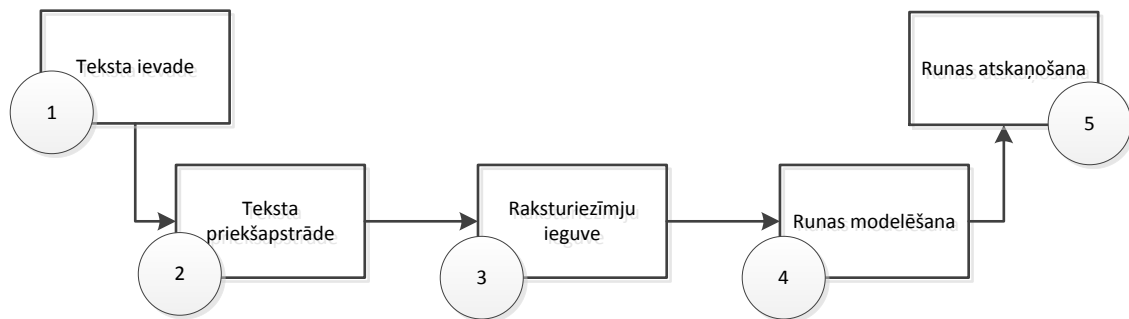 Teksta ievade
1
Teksta
priekšapstrāde
2
Raksturiezīmju
ieguve
3
Runas modelēšana
4
Runas atskaņošana
5